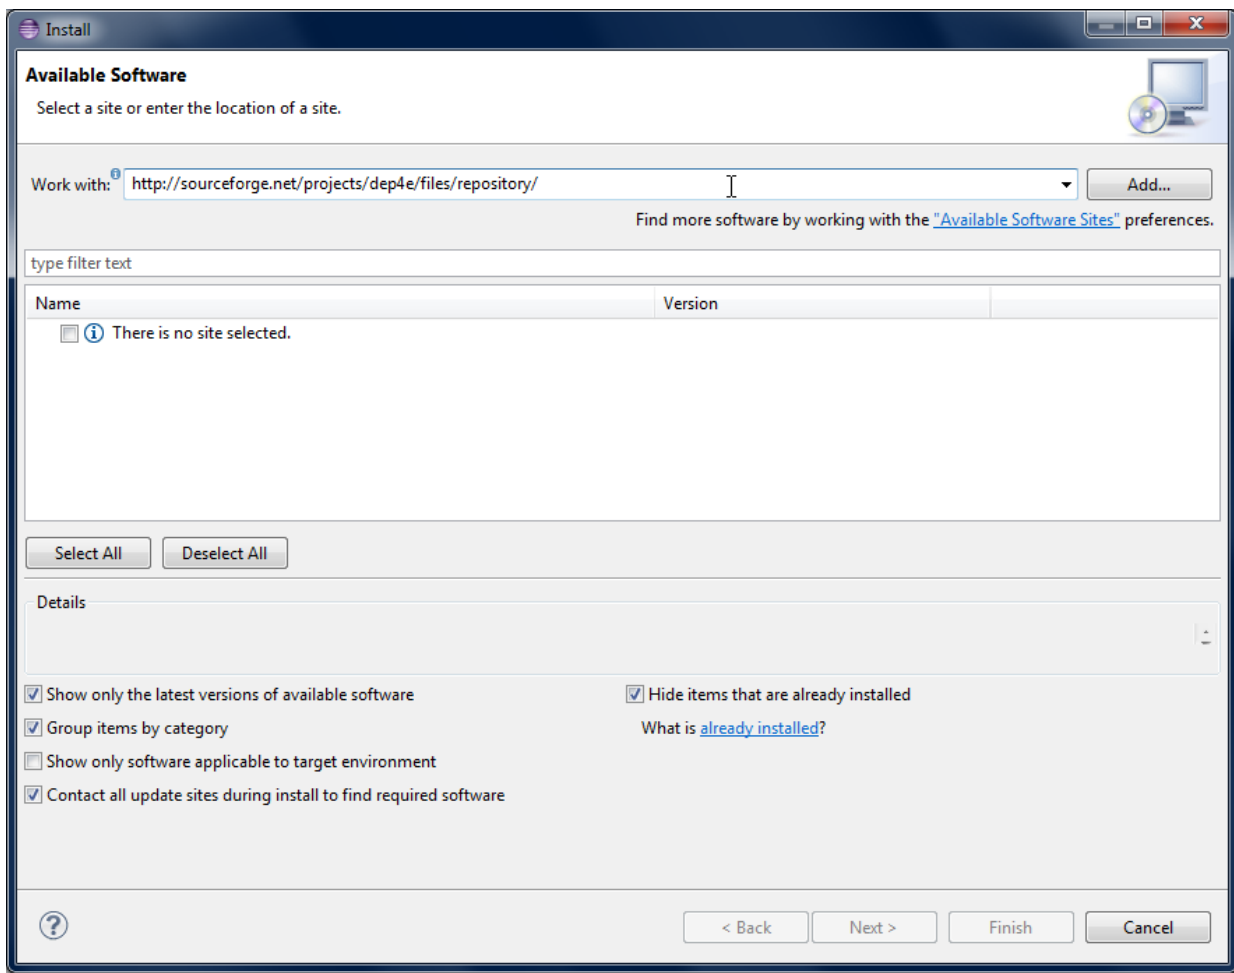 Install
Available Software
Select a site or enter the location of a site.
Work with: http://sourceforge.net/projects/dep4e/files/repository/ Add...
Find more software by working with the "Available Software Sites" preferences.
type filter text
Name Version
There is no site selected.
Select All Deselect All
Details
Show only the latest versions of available software Hide items that are already installed
Group items by category What is already installed?
Show only software applicable to target environment
Contact all update sites during install to find required software
< Back Next > Finish Cancel